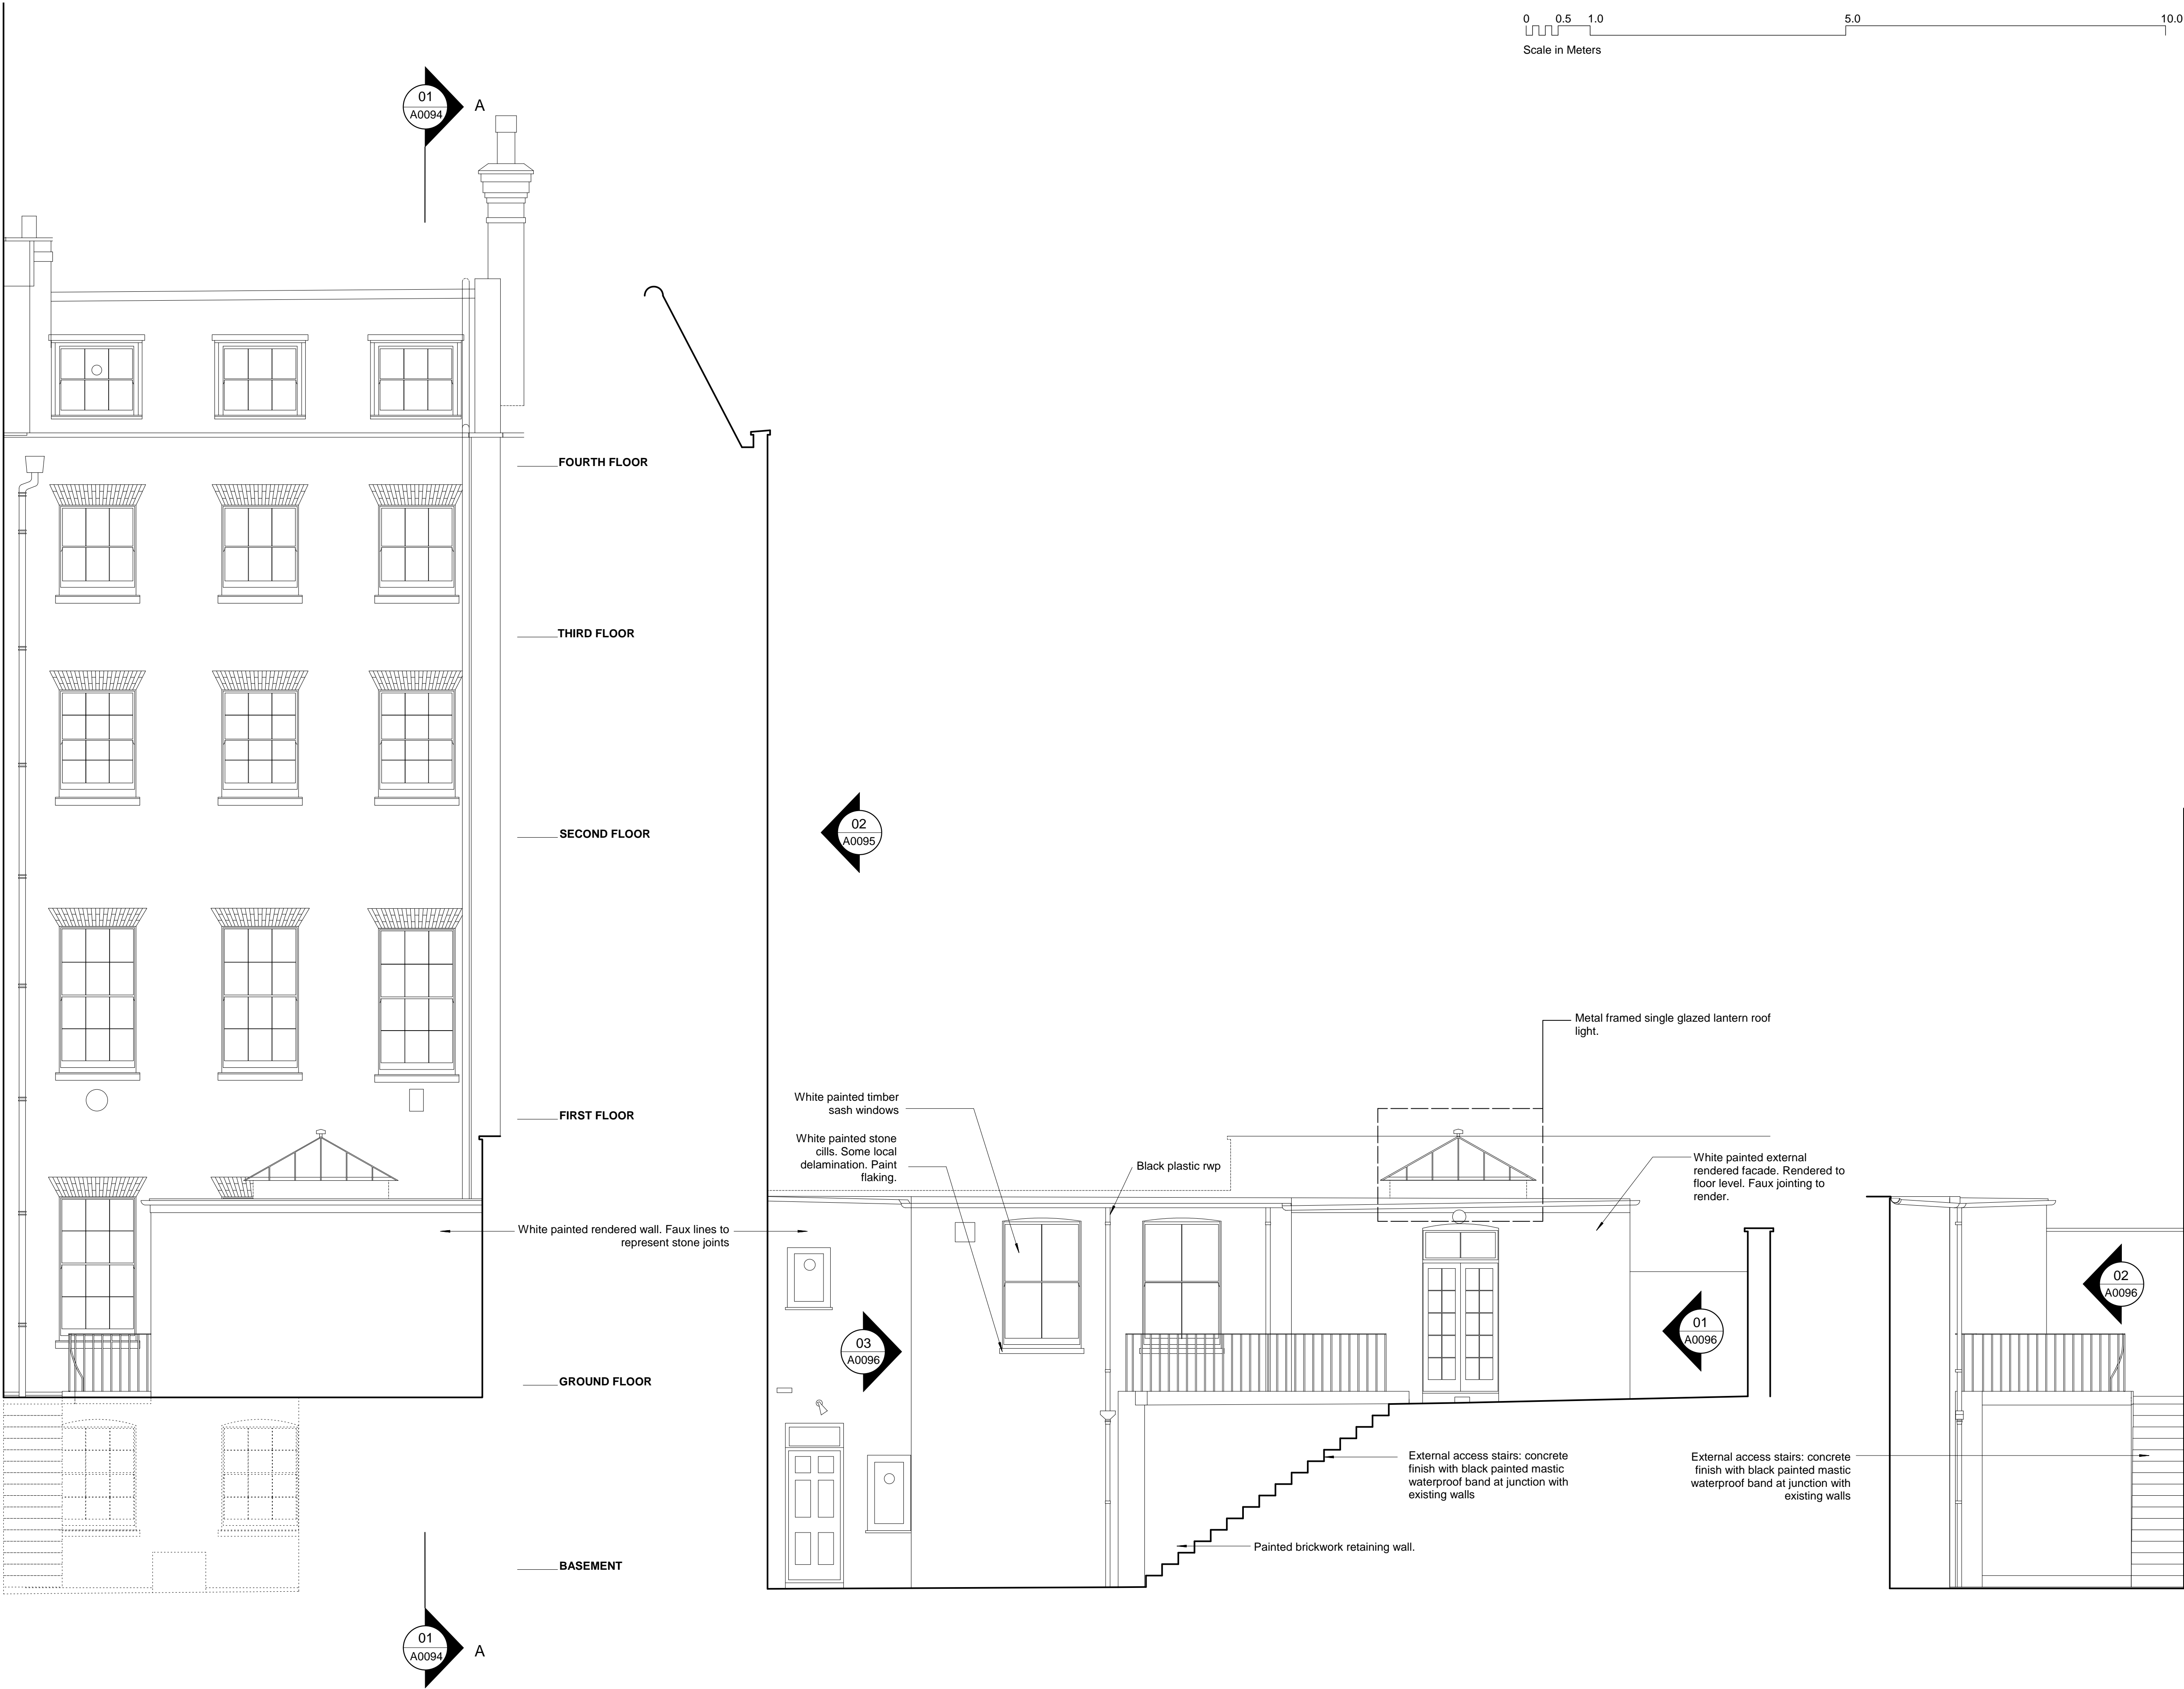 0 0.5 1.0 5.0 10.0
Scale in Meters
01
A0094
A
FOURTH FLOOR
THIRD FLOOR
SECOND FLOOR
FIRST FLOOR
GROUND FLOOR
BASEMENT
01
A0094
A
02
A0095
White painted timber
sash windows
White painted stone
cills. Some local
delamination. Paint
flaking.
Black plastic rwp
Metal framed single glazed lantern roof
light.
White painted external
rendered facade. Rendered to
floor level. Faux jointing to
render.
White painted rendered wall. Faux lines to
represent stone joints
03
A0096
01
A0096
02
A0096
External access stairs: concrete
finish with black painted mastic
waterproof band at junction with
existing walls
External access stairs: concrete
finish with black painted mastic
waterproof band at junction with
existing walls
Painted brickwork retaining wall.